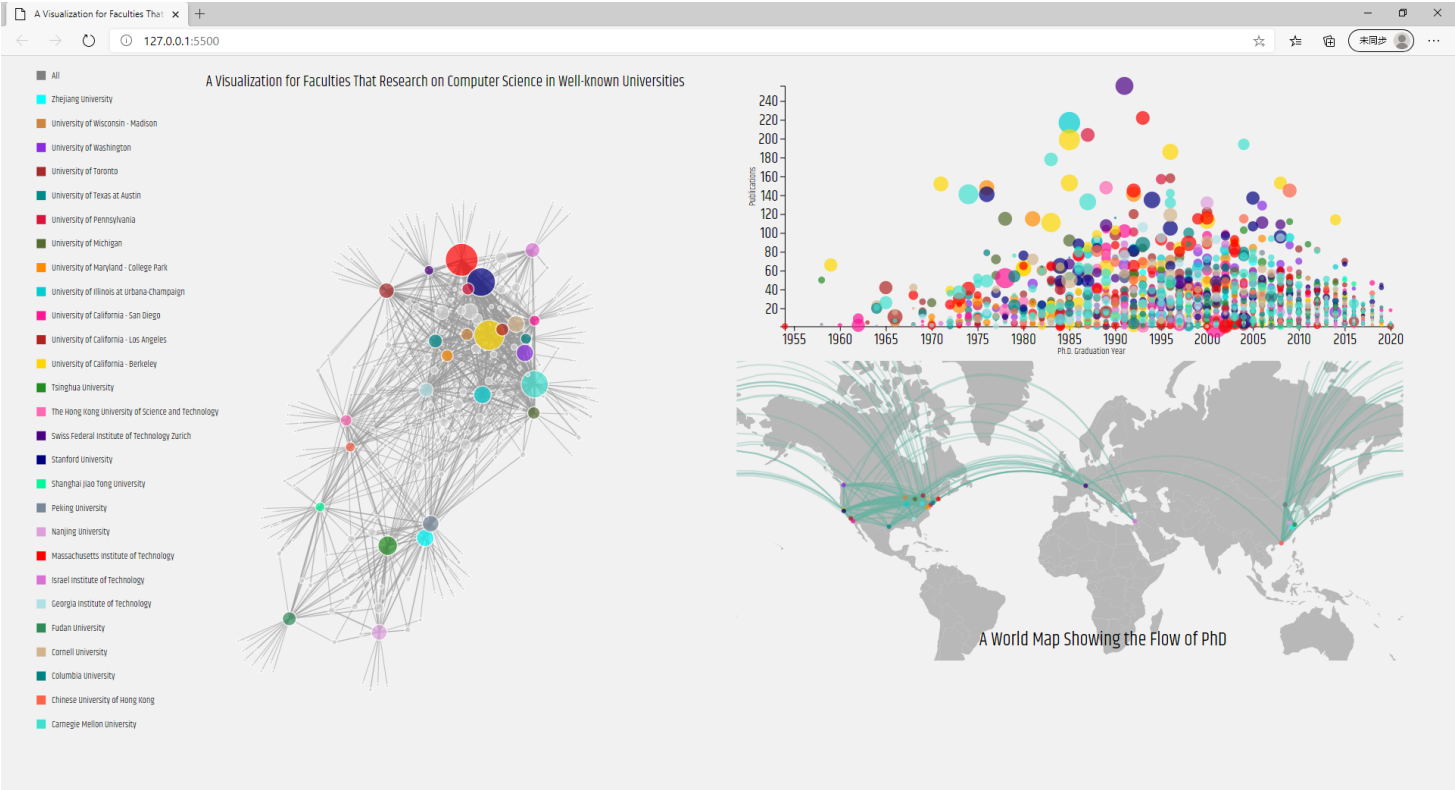 A Visualization for Faculties That
127.0.0.1:5500
未同步
All
Zhejiang University
University of Wisconsin - Madison
University of Washington
University of Toronto
University of Texas at Austin
University of Pennsylvania
University of Michigan
University of Maryland - College Park
University of Illinois at Urbana-Champaign
University of California - San Diego
University of California - Los Angeles
University of California - Berkeley
Tsinghua University
The Hong Kong University of Science and Technology
Swiss Federal Institute of Technology Zurich
Stanford University
Shanghai Jiao Tong University
Peking University
Nanjing University
Massachusetts Institute of Technology
Israel Institute of Technology
Georgia Institute of Technology
Fudan University
Cornell University
Columbia University
Chinese University of Hong Kong
Carnegie Mellon University
A Visualization for Faculties That Research on Computer Science in Well-known Universities
240
220
200
180
160
140
120
100
80
60
40
20
Publications
1955 1960 1965 1970 1975 1980 1985 1990 1995 2000 2005 2010 2015 2020
Ph.D. Graduation Year
A World Map Showing the Flow of PhD